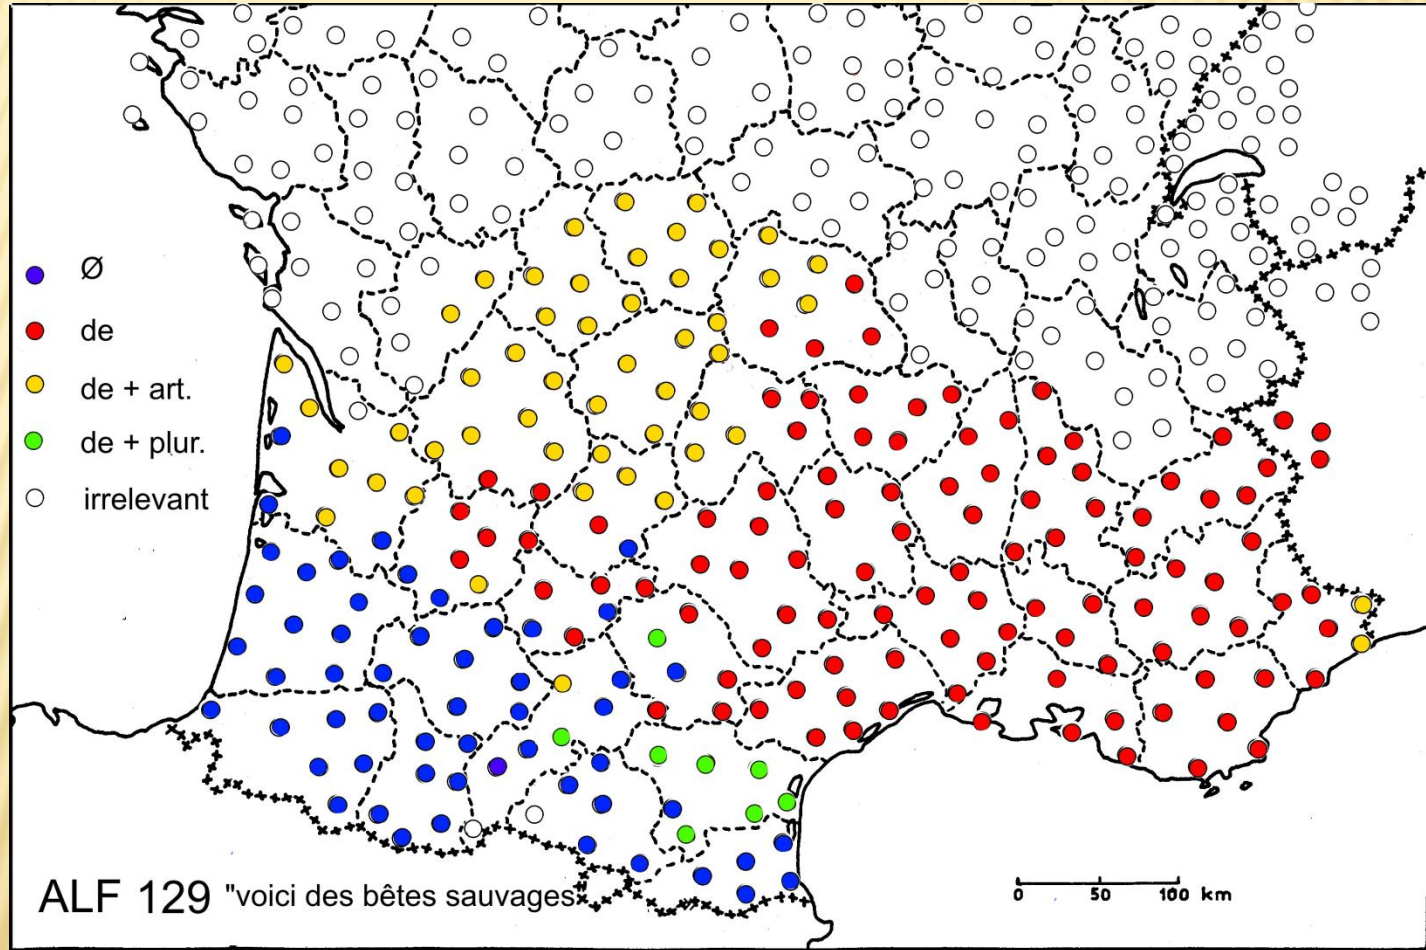 Ø
de
de + art.
de + plur.
irrelevant
ALF 129 "voici des bêtes sauvages"
0 50 100 km